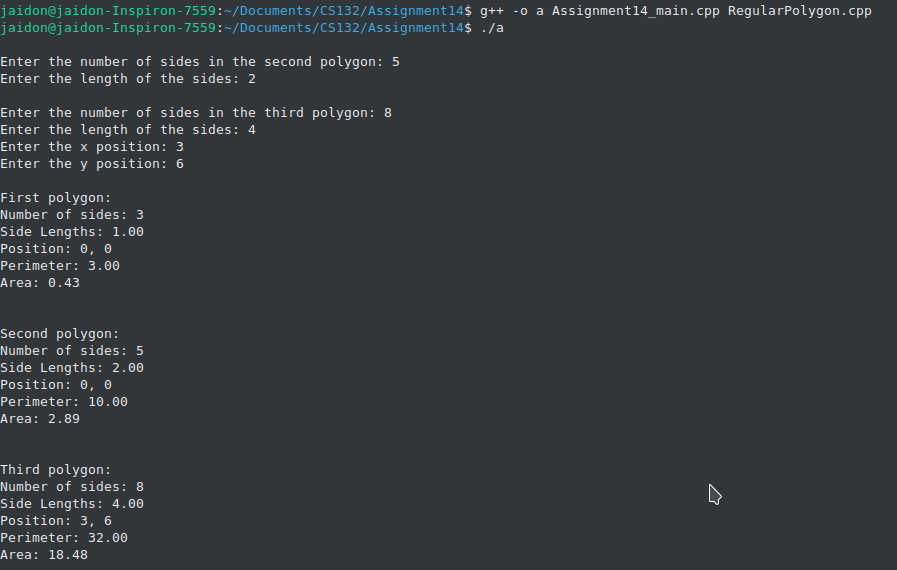 jaidon@jaidon-Inspiron-7559:~/Documents/CS132/Assignment14$ g++ -o a Assignment14_main.cpp RegularPolygon.cpp
jaidon@jaidon-Inspiron-7559:~/Documents/CS132/Assignment14$ ./a
Enter the number of sides in the second polygon: 5
Enter the length of the sides: 2
Enter the number of sides in the third polygon: 8
Enter the length of the sides: 4
Enter the x position: 3
Enter the y position: 6
First polygon:
Number of sides: 3
Side Lengths: 1.00
Position: 0, 0
Perimeter: 3.00
Area: 0.43
Second polygon:
Number of sides: 5
Side Lengths: 2.00
Position: 0, 0
Perimeter: 10.00
Area: 2.89
Third polygon:
Number of sides: 8
Side Lengths: 4.00
Position: 3, 6
Perimeter: 32.00
Area: 18.48